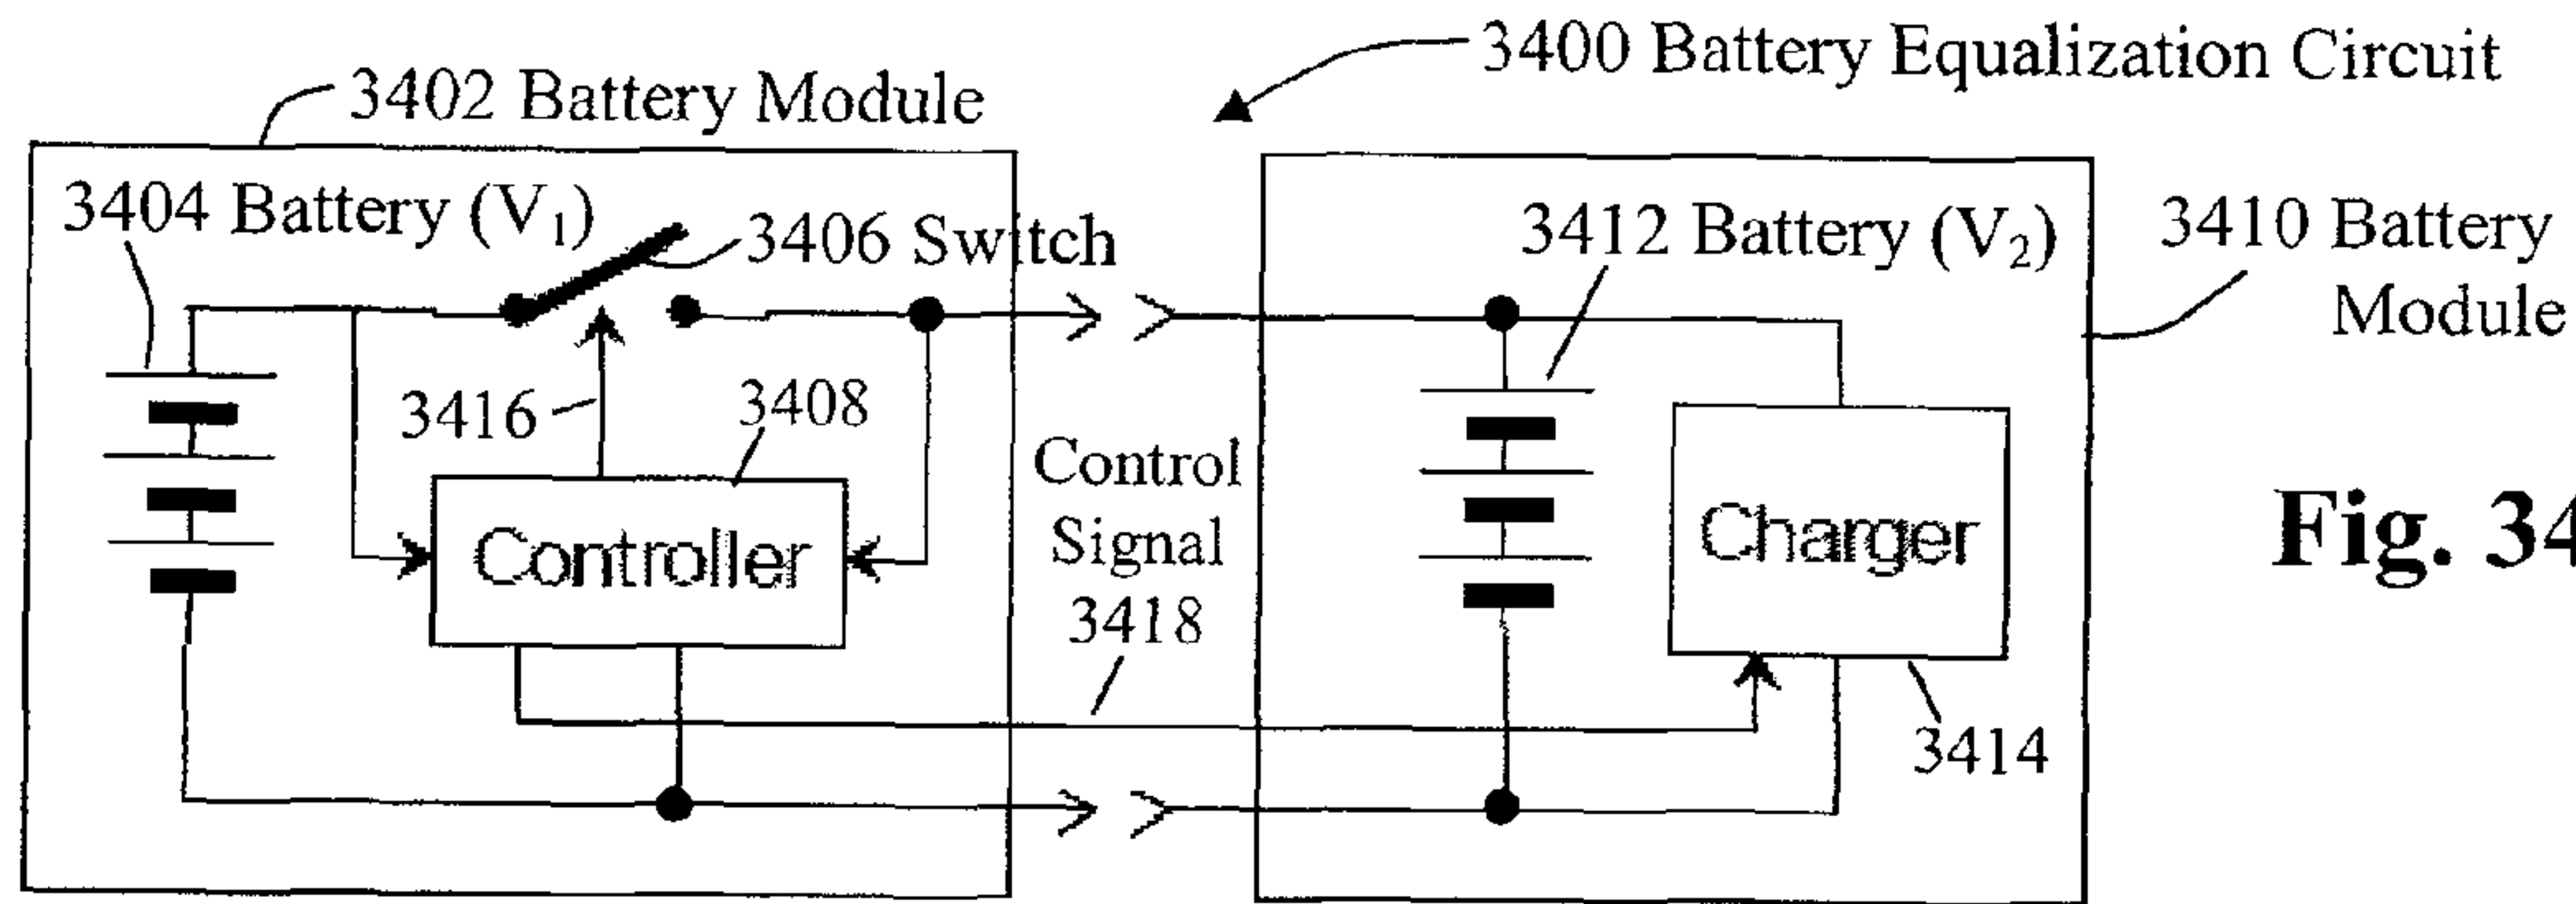 3400 Battery Equalization Circuit
3402 Battery Module
3404 Battery (V₁)
3406 Switch
3412 Battery (V₂)
3410 Battery
Module
3416
3408
Controller
Control
Signal
3418
Charger
3414
Fig. 34